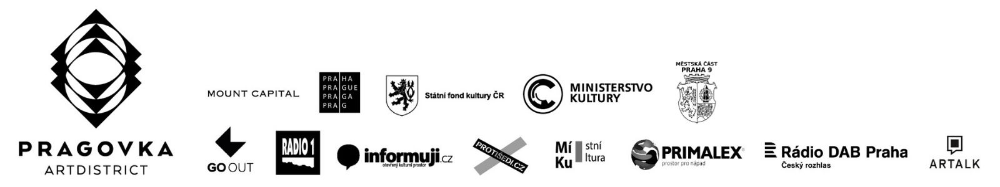 PRAGOVKA
ARTDISTRICT
MOUNT CAPITAL
PRA HA
PRA GUE
PRA GA
PRA G
Státní fond kultury ČR
MINISTERSTVO
KULTURY
MĚSTSKÁ ČÁST
PRAHA 9
GO OUT
RADIO 1
informuji.cz
otevřený kulturní prostor
PROTIŠEDI.CZ
Mí stní
Ku ltura
PRIMALEX®
prostor pro nápad
Rádio DAB Praha
Český rozhlas
ARTALK